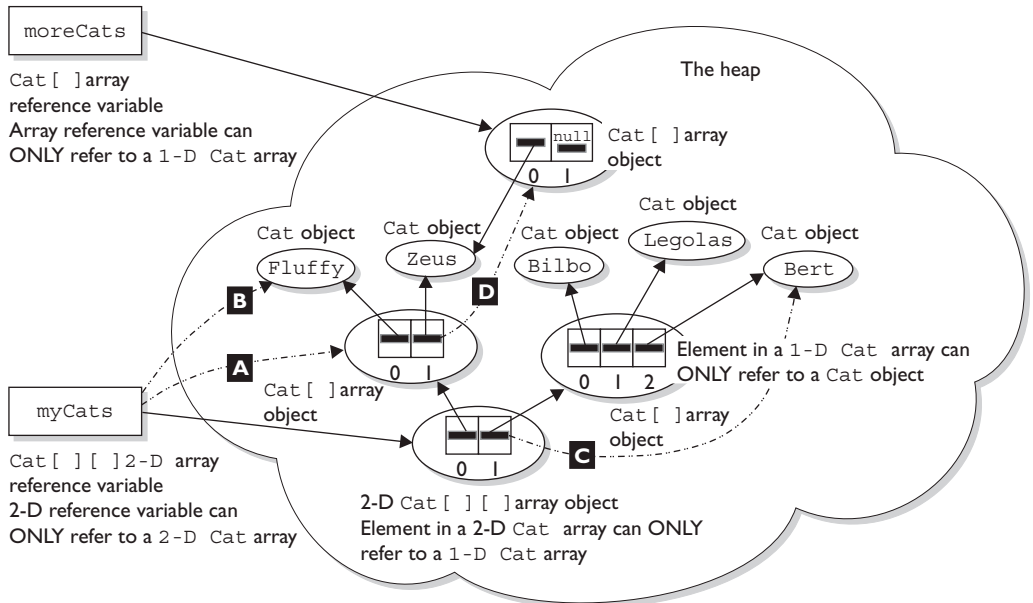 moreCats
Cat[ ]array
reference variable
Array reference variable can
ONLY refer to a 1-D Cat array
The heap
null
0 1
Cat[ ]array
object
Cat object
Fluffy
Cat object
Zeus
Cat object
Bilbo
Cat object
Legolas
Cat object
Bert
B
D
A
0 1
Cat[ ]array
object
0 1 2
Element in a 1-D Cat array can
ONLY refer to a Cat object
Cat[ ]array
object
C
myCats
Cat[ ][ ]2-D array
reference variable
2-D reference variable can
ONLY refer to a 2-D Cat array
0 1
2-D Cat[ ][ ]array object
Element in a 2-D Cat array can ONLY
refer to a 1-D Cat array